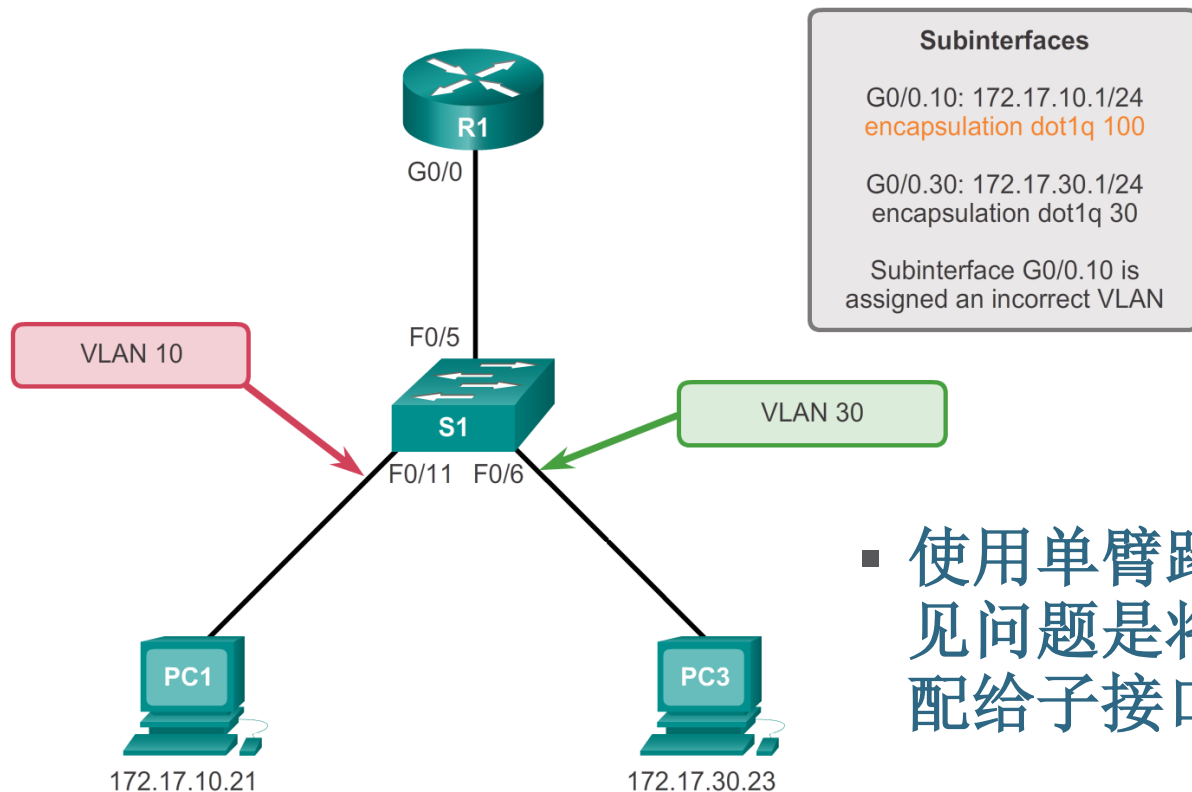 Subinterfaces
G0/0.10: 172.17.10.1/24
encapsulation dot1q 100
G0/0.30: 172.17.30.1/24
encapsulation dot1q 30
Subinterface G0/0.10 is
assigned an incorrect VLAN
R1
G0/0
F0/5
VLAN 10
VLAN 30
S1
F0/11
F0/6
PC1
PC3
172.17.10.21
172.17.30.23
使用单臂
见问题是
配给子接